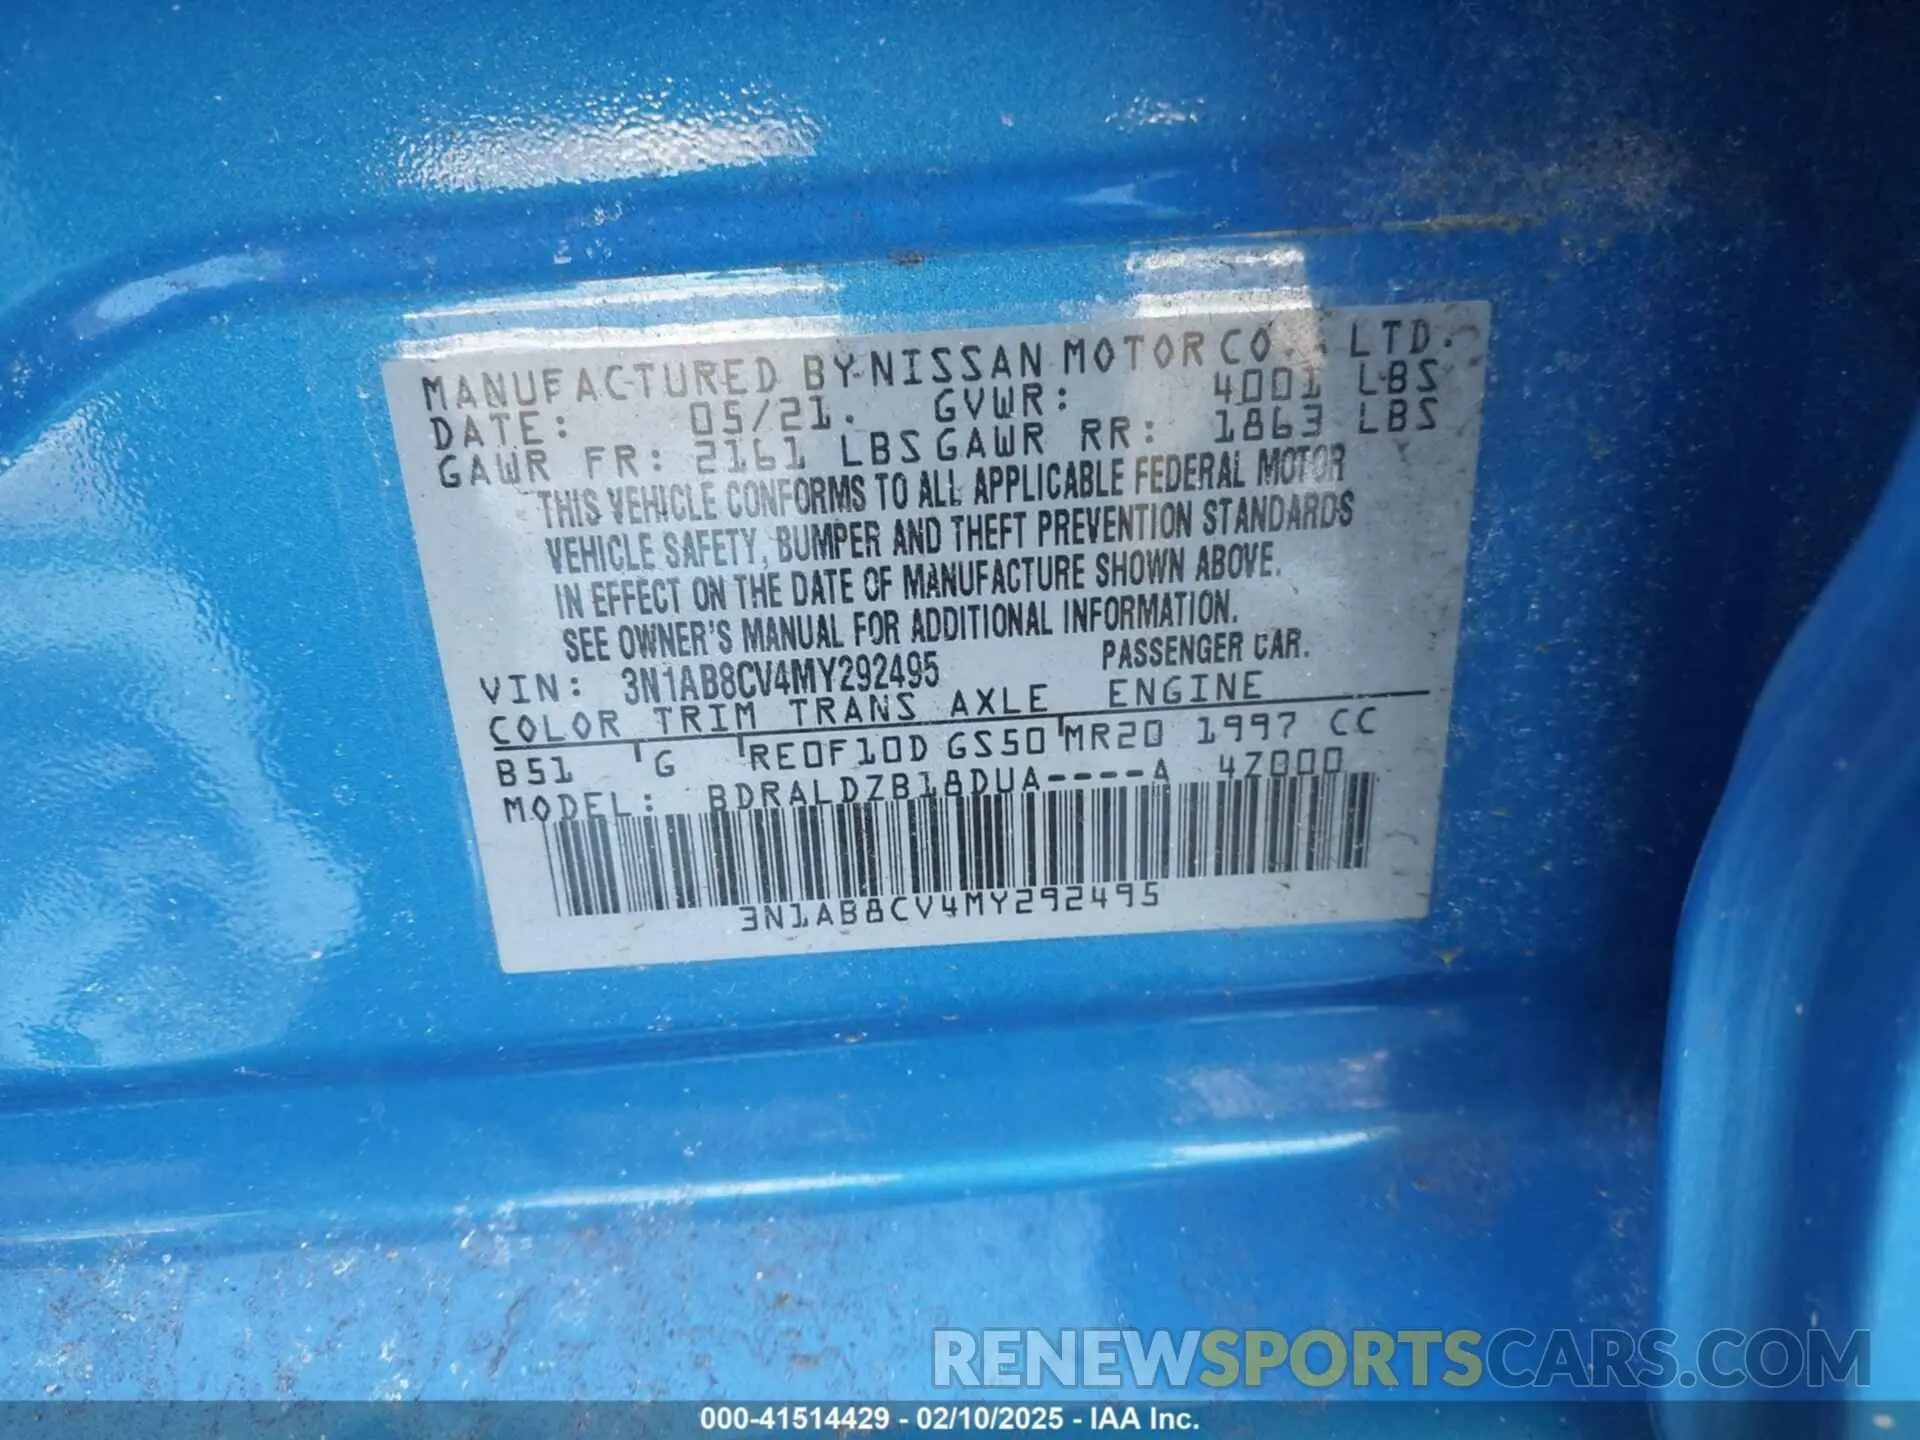 MANUFACTURED BY NISSAN MOTOR CO., LTD.
DATE: 05/21. GVWR: 4001 LBS
GAWR FR: 2161 LBS GAWR RR: 1863 LBS
THIS VEHICLE CONFORMS TO ALL APPLICABLE FEDERAL MOTOR
VEHICLE SAFETY, BUMPER AND THEFT PREVENTION STANDARDS
IN EFFECT ON THE DATE OF MANUFACTURE SHOWN ABOVE.
SEE OWNER'S MANUAL FOR ADDITIONAL INFORMATION.
VIN: 3N1AB8CV4MY292495 PASSENGER CAR.
COLOR TRIM TRANS AXLE ENGINE
B51 G RE0F10D GS50 MR20 1997 CC
MODEL: BDRALDZB18DUA----A 47000
3N1AB8CV4MY292495
RENEWSPORTSCARS.COM
000-41514429 - 02/10/2025 - IAA Inc.